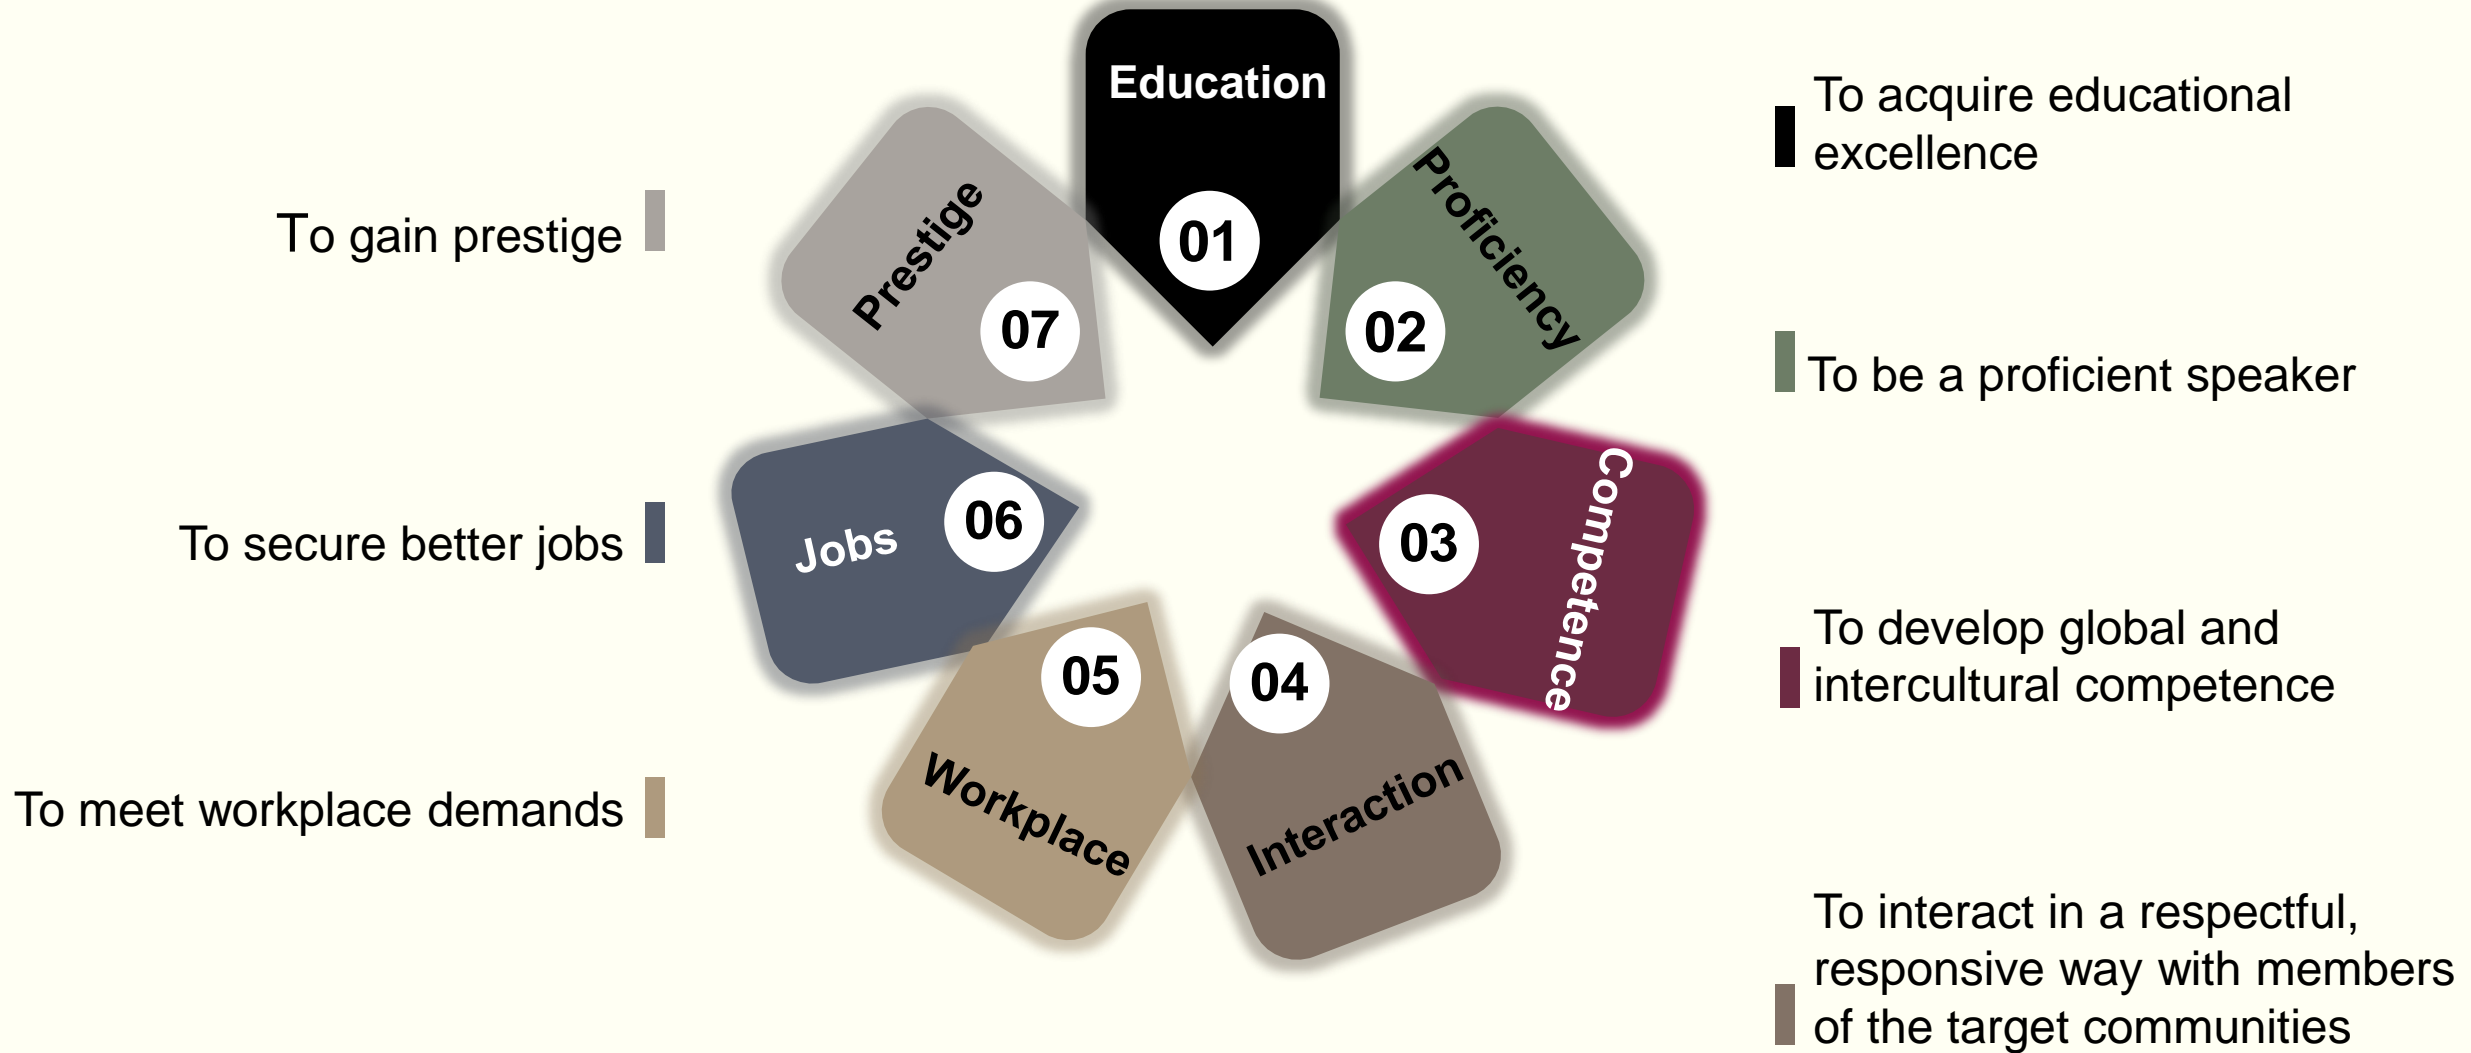 Education
01
Proficiency
02
Competence
03
Interaction
04
Workplace
05
Jobs
06
Prestige
07
To acquire educational
excellence
To be a proficient speaker
To develop global and
intercultural competence
To interact in a respectful,
responsive way with members
of the target communities
To meet workplace demands
To secure better jobs
To gain prestige